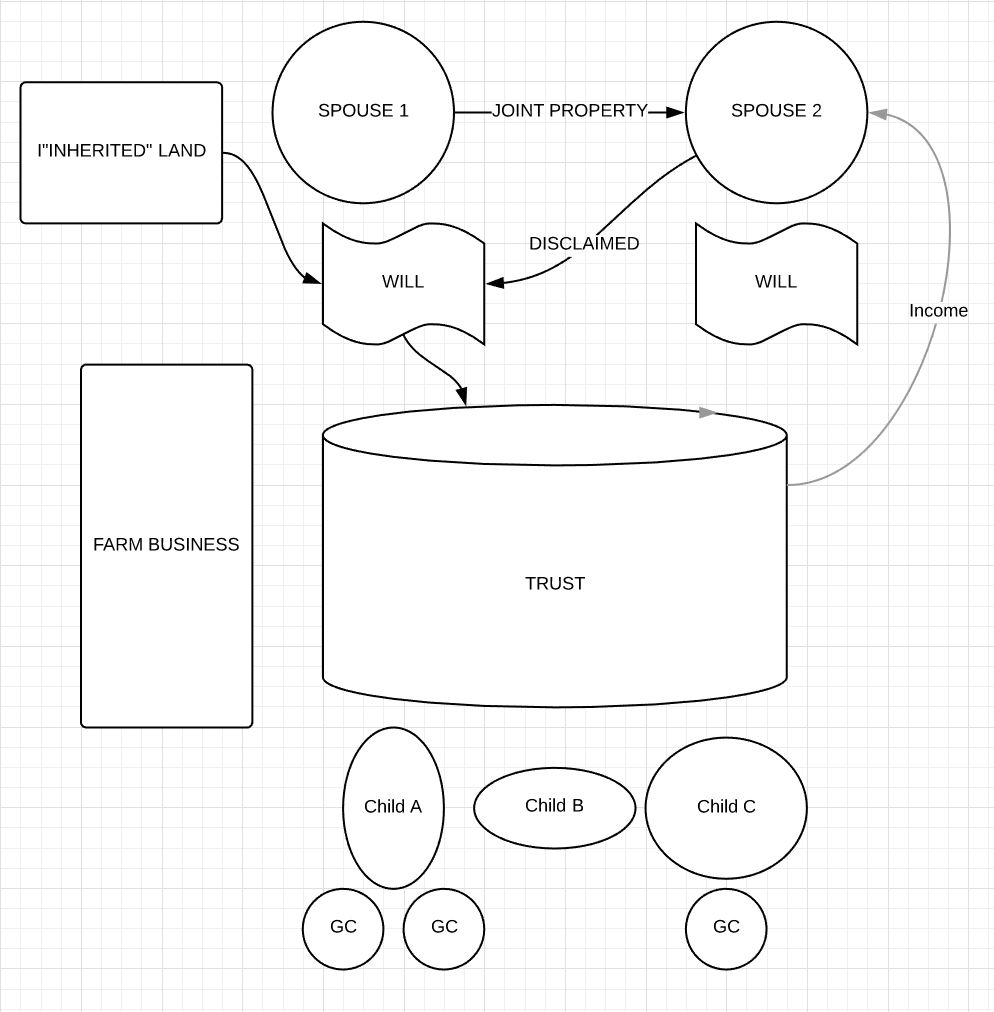 SPOUSE 1
JOINT PROPERTY
SPOUSE 2
I"INHERITED" LAND
DISCLAIMED
WILL
WILL
Income
FARM BUSINESS
TRUST
Child A
Child B
Child C
GC
GC
GC